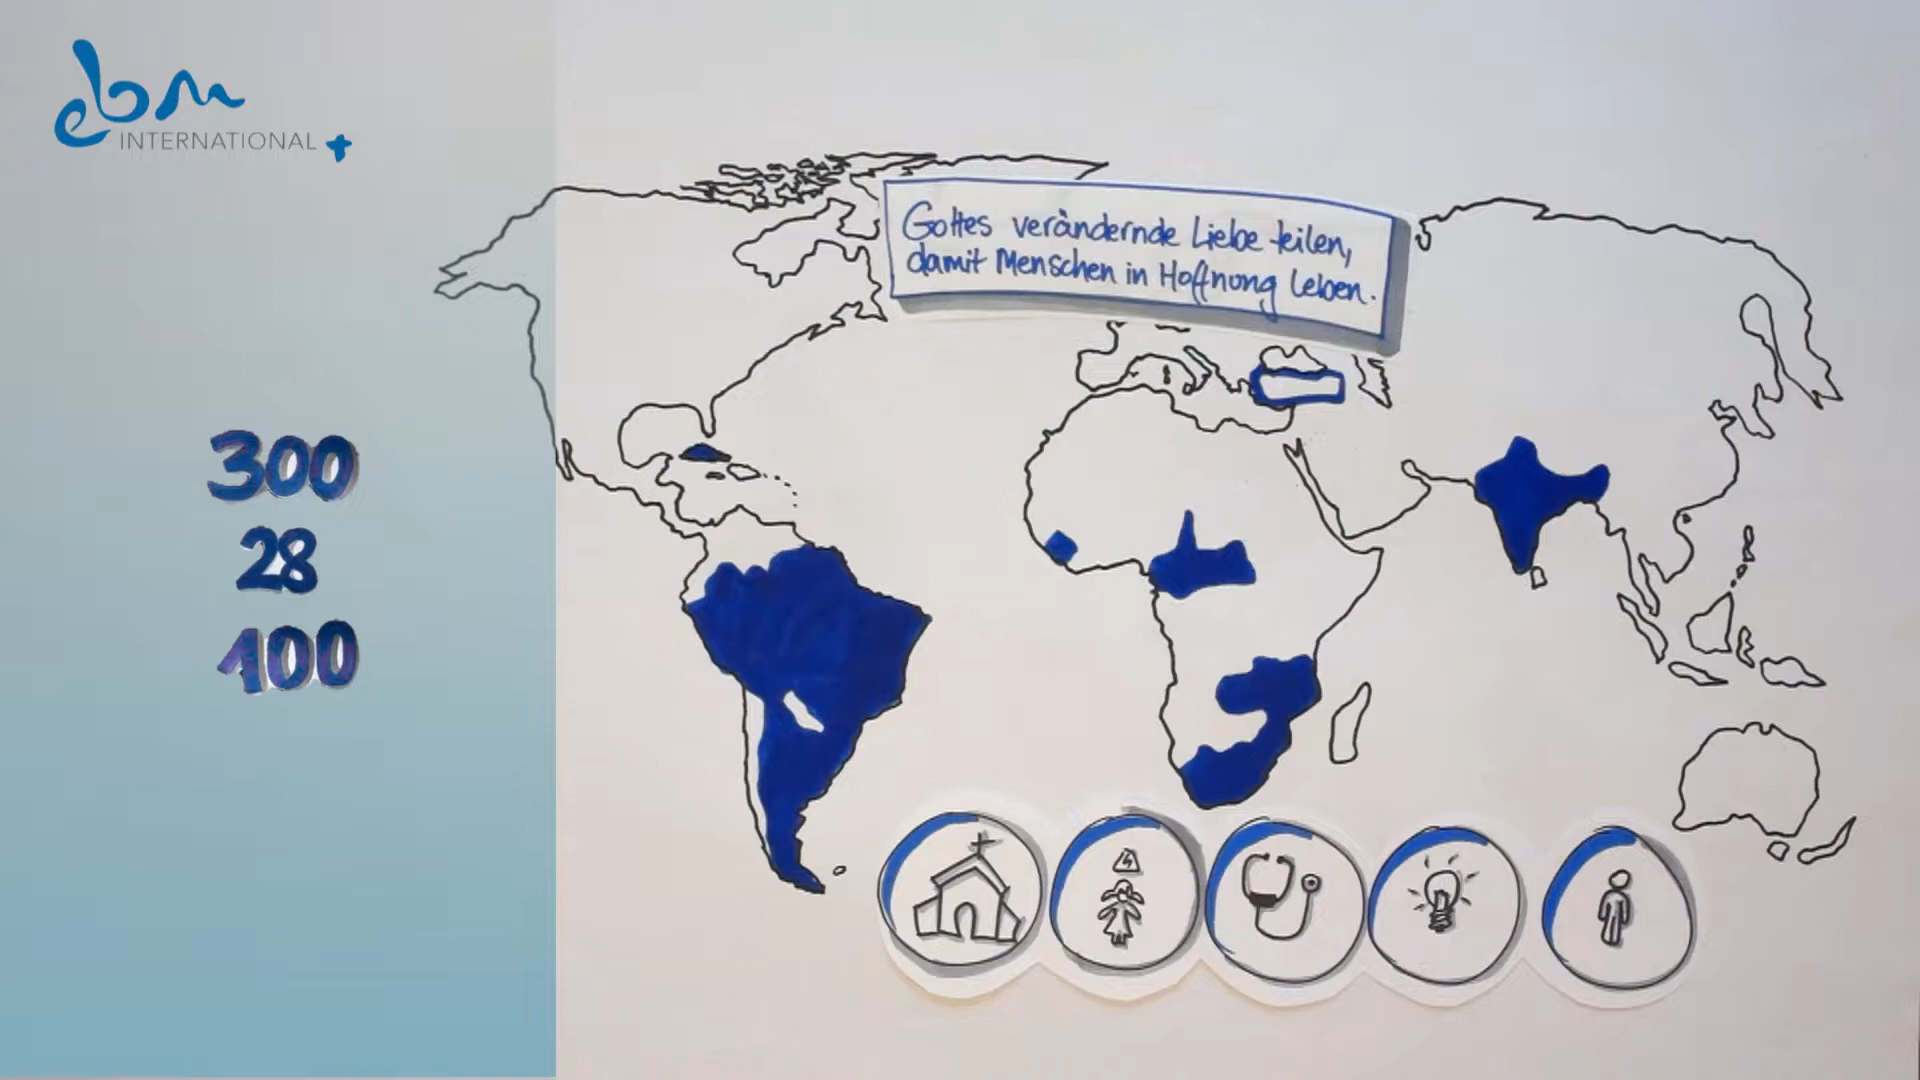 ebm
INTERNATIONAL
Gottes verändernde Liebe teilen,
damit Menschen in Hoffnung leben.
300
28
100